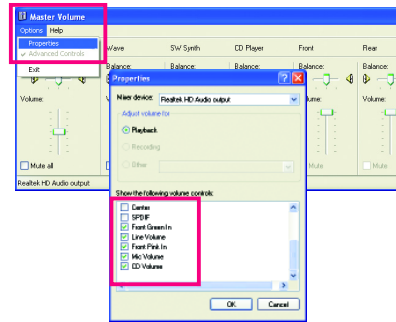 Master Volume
Options Help
Properties
Advanced Controls
Exit
Wave SW Synth CD Player Front Rear
Balance: Balance: Balance: Balance: Balance:
Volume: Volume:
Mute all Mute Mute
Realtek HD Audio output
Properties
Mixer device: Realtek HD Audio output
Adjust volume for
Playback
Recording
Other
Show the following volume controls:
Center
SPDIF
Front Green In
Line Volume
Front Pink In
Mic Volume
CD Volume
OK Cancel